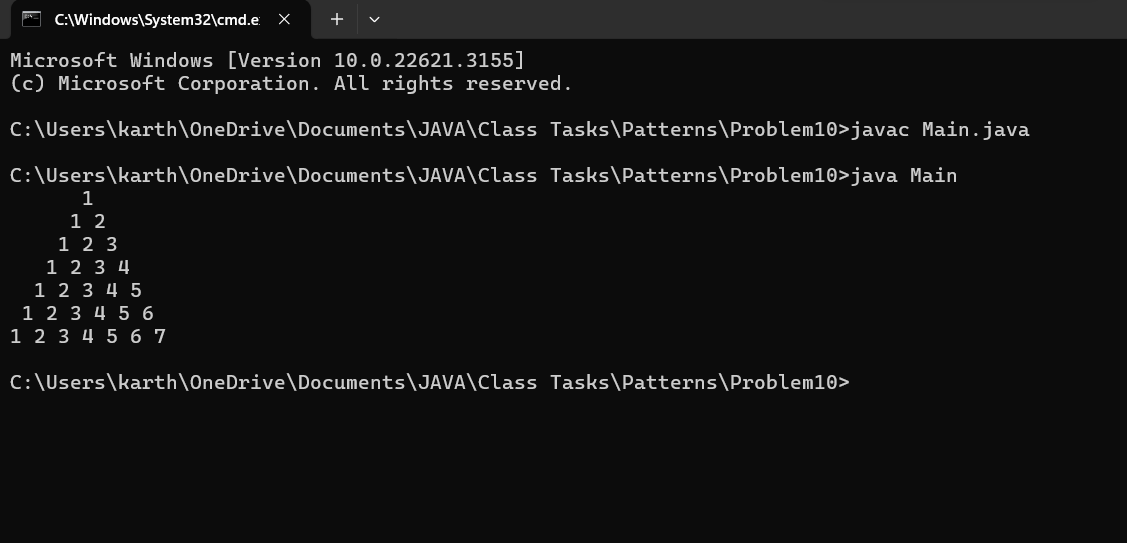 C:\Windows\System32\cmd.e
Microsoft Windows [Version 10.0.22621.3155]
(c) Microsoft Corporation. All rights reserved.
C:\Users\karth\OneDrive\Documents\JAVA\Class Tasks\Patterns\Problem10>javac Main.java
C:\Users\karth\OneDrive\Documents\JAVA\Class Tasks\Patterns\Problem10>java Main
      1
     1 2
    1 2 3
   1 2 3 4
  1 2 3 4 5
 1 2 3 4 5 6
1 2 3 4 5 6 7
C:\Users\karth\OneDrive\Documents\JAVA\Class Tasks\Patterns\Problem10>